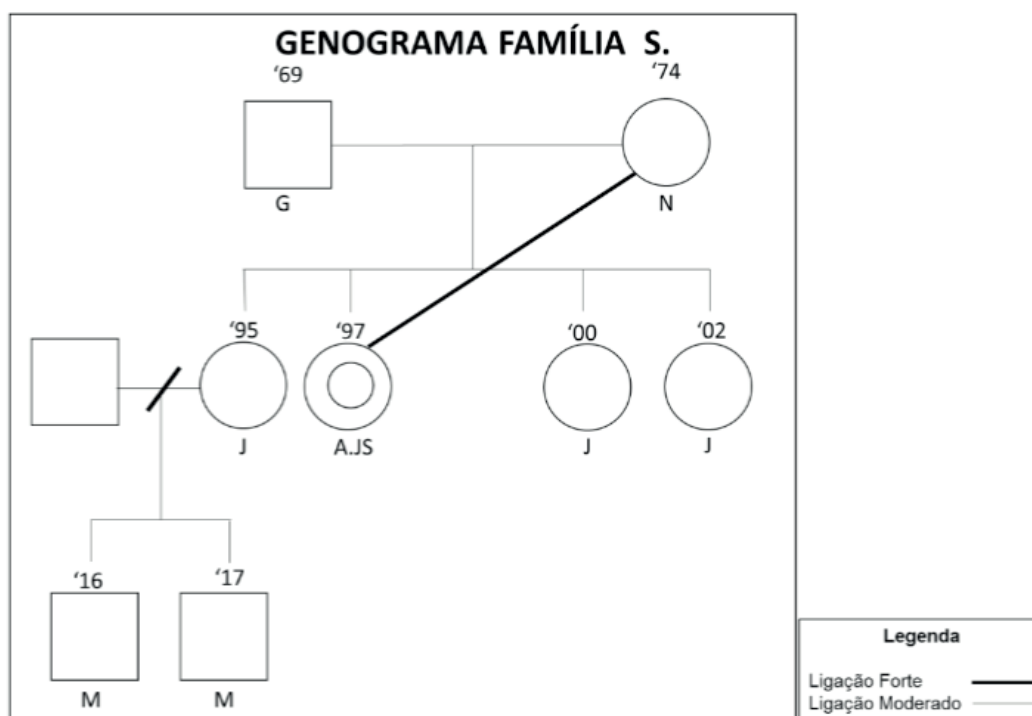 GENOGRAMA FAMÍLIA S.
‘69
‘74
G
N
‘95
‘97
‘00
‘02
J
A.JS
J
J
‘16
‘17
M
M
Legenda
Ligação Forte
Ligação Moderado